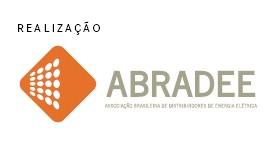 REALIZAÇÃO
ABRADEE
ASSOCIAÇÃO BRASILEIRA DE DISTRIBUIDORES DE ENERGIA ELÉTRICA